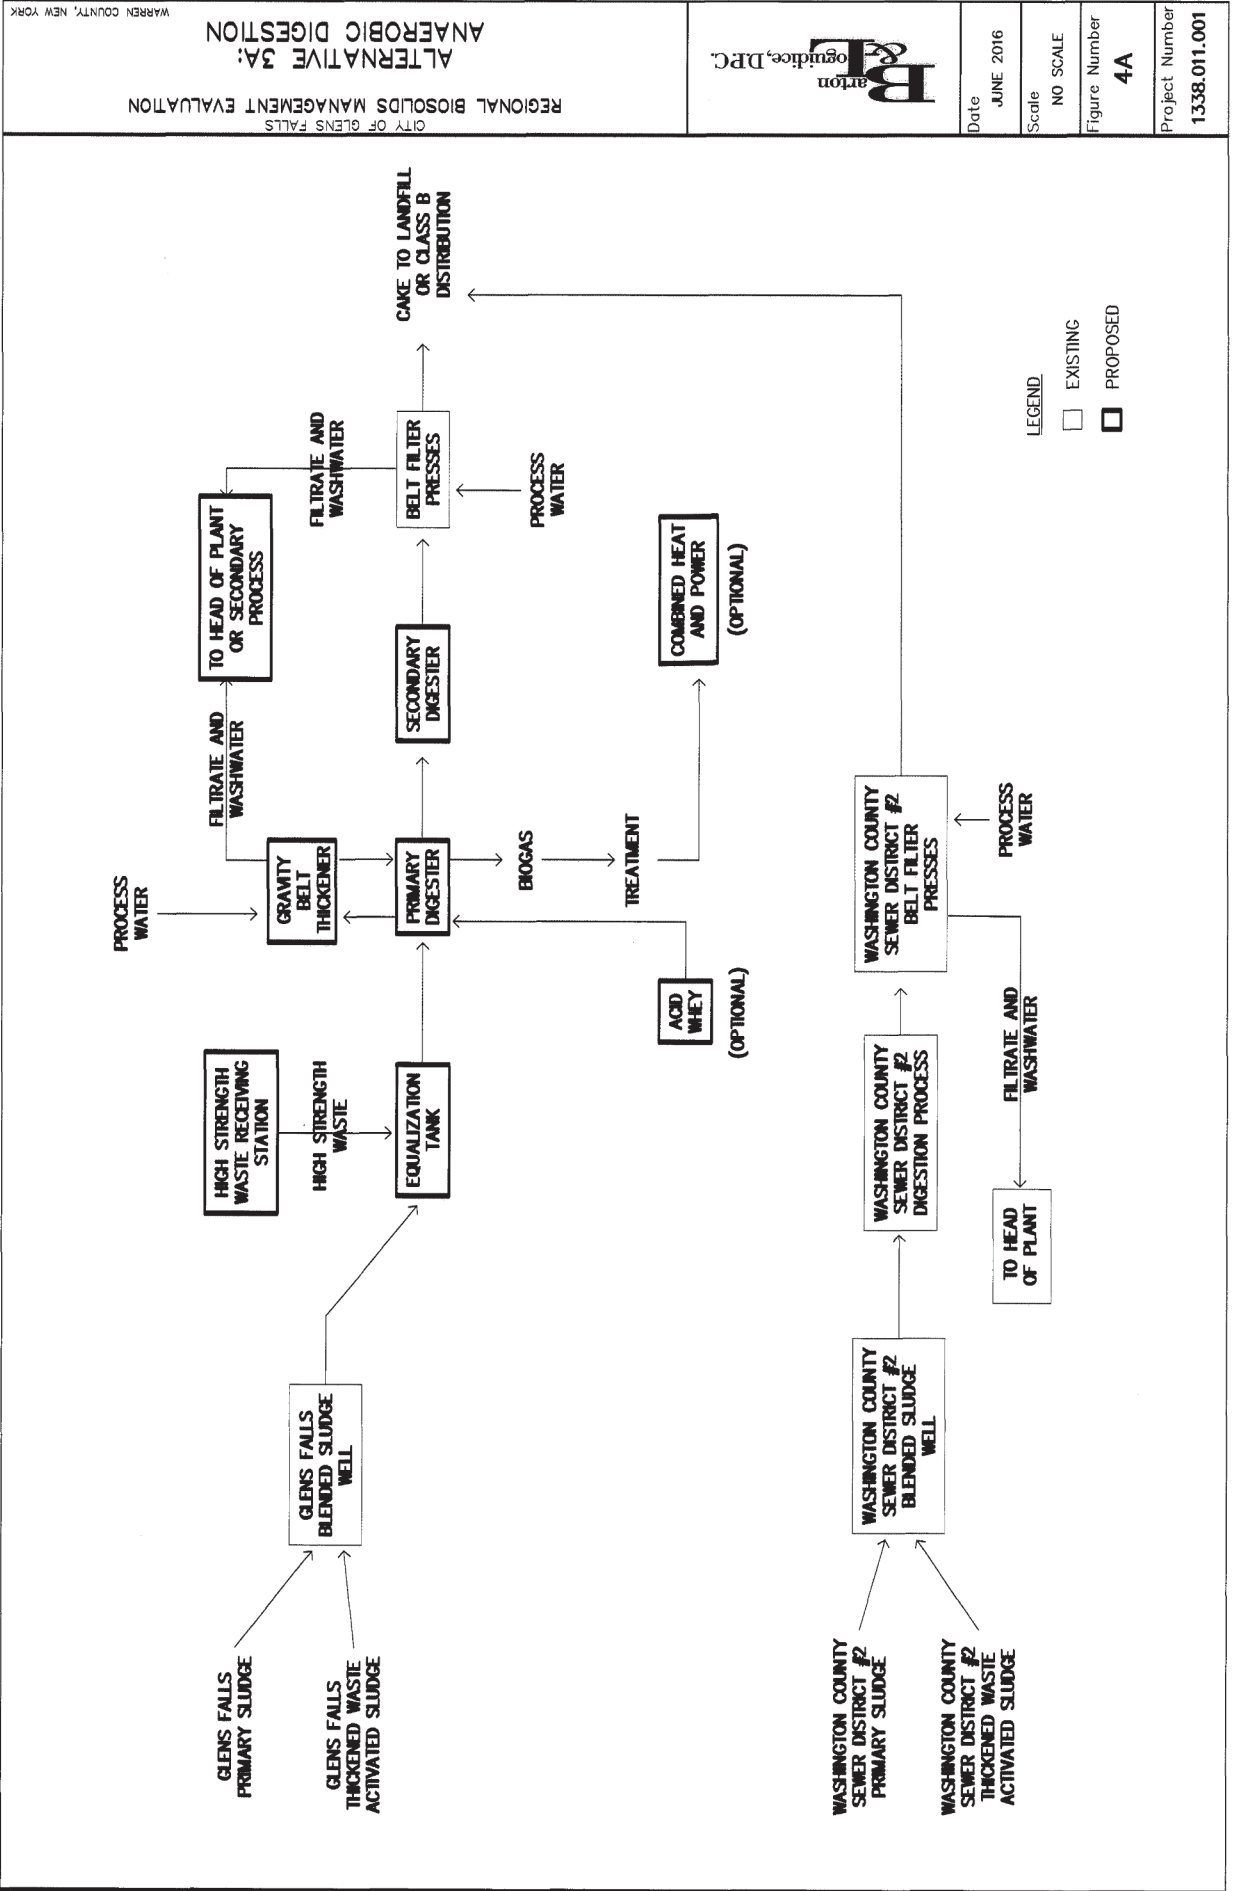 WARREN COUNTY, NEW YORK
ALTERNATIVE 3A:
ANAEROBIC DIGESTION
CITY OF GLENS FALLS
REGIONAL BIOSOLIDS MANAGEMENT EVALUATION
Barton
& Loguidice, D.P.C.
Date
JUNE 2016
Scale
NO SCALE
Figure Number
4A
Project Number
1338.011.001
GLENS FALLS
PRIMARY SLUDGE
GLENS FALLS
THICKENED WASTE
ACTIVATED SLUDGE
GLENS FALLS
BLENDED SLUDGE
WELL
HIGH STRENGTH
WASTE RECEIVING
STATION
HIGH STRENGTH
WASTE
EQUALIZATION
TANK
PROCESS
WATER
GRAVITY
BELT
THICKENER
PRIMARY
DIGESTER
FILTRATE AND
WASHWATER
TO HEAD OF PLANT
OR SECONDARY
PROCESS
SECONDARY
DIGESTER
FILTRATE AND
WASHWATER
BELT FILTER
PRESSES
PROCESS
WATER
CAKE TO LANDFILL
OR CLASS B
DISTRIBUTION
BIOGAS
TREATMENT
ACID
WHEY
(OPTIONAL)
COMBINED HEAT
AND POWER
(OPTIONAL)
WASHINGTON COUNTY
SEWER DISTRICT #2
PRIMARY SLUDGE
WASHINGTON COUNTY
SEWER DISTRICT #2
THICKENED WASTE
ACTIVATED SLUDGE
WASHINGTON COUNTY
SEWER DISTRICT #2
BLENDED SLUDGE
WELL
WASHINGTON COUNTY
SEWER DISTRICT #2
DIGESTION PROCESS
WASHINGTON COUNTY
SEWER DISTRICT #2
BELT FILTER
PRESSES
PROCESS
WATER
FILTRATE AND
WASHWATER
TO HEAD
OF PLANT
LEGEND
EXISTING
PROPOSED